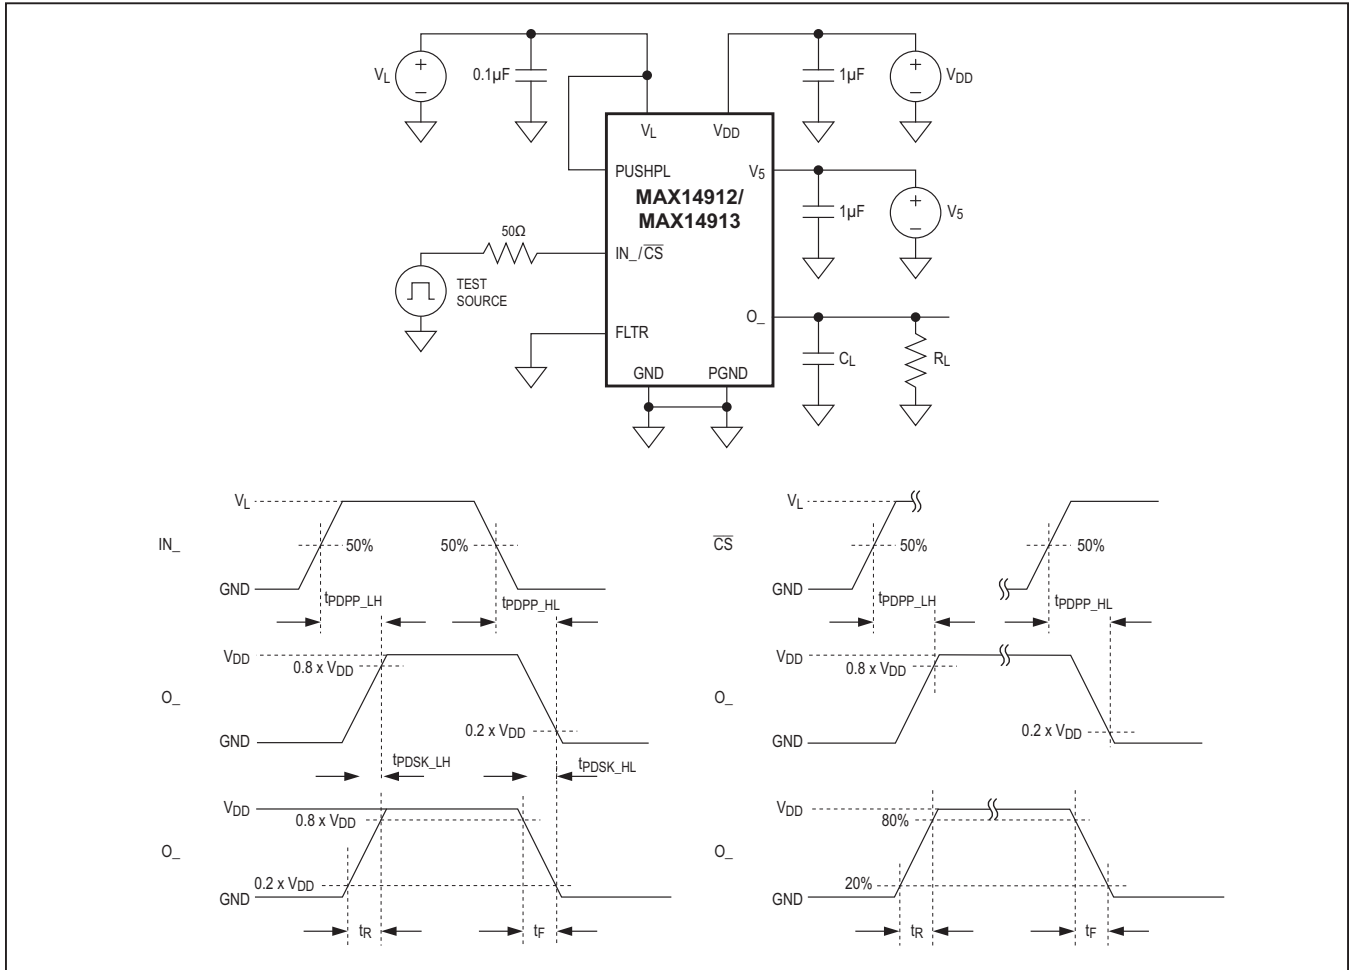 VL
0.1µF
1µF
VDD
VL VDD
PUSHPL V5
MAX14912/
MAX14913
1µF
V5
50Ω
IN_/CS
TEST
SOURCE
O_
FLTR
CL RL
GND PGND
VL
IN_ 50% 50%
GND
tPDPP_LH tPDPP_HL
VDD
0.8 x VDD
O_
0.2 x VDD
GND
tPDSK_LH tPDSK_HL
VDD
0.8 x VDD
O_
0.2 x VDD
GND
tR tF
VL
CS 50% 50%
GND
tPDPP_LH tPDPP_HL
VDD
0.8 x VDD
O_
0.2 x VDD
GND
VDD
80%
O_
20%
GND
tR tF